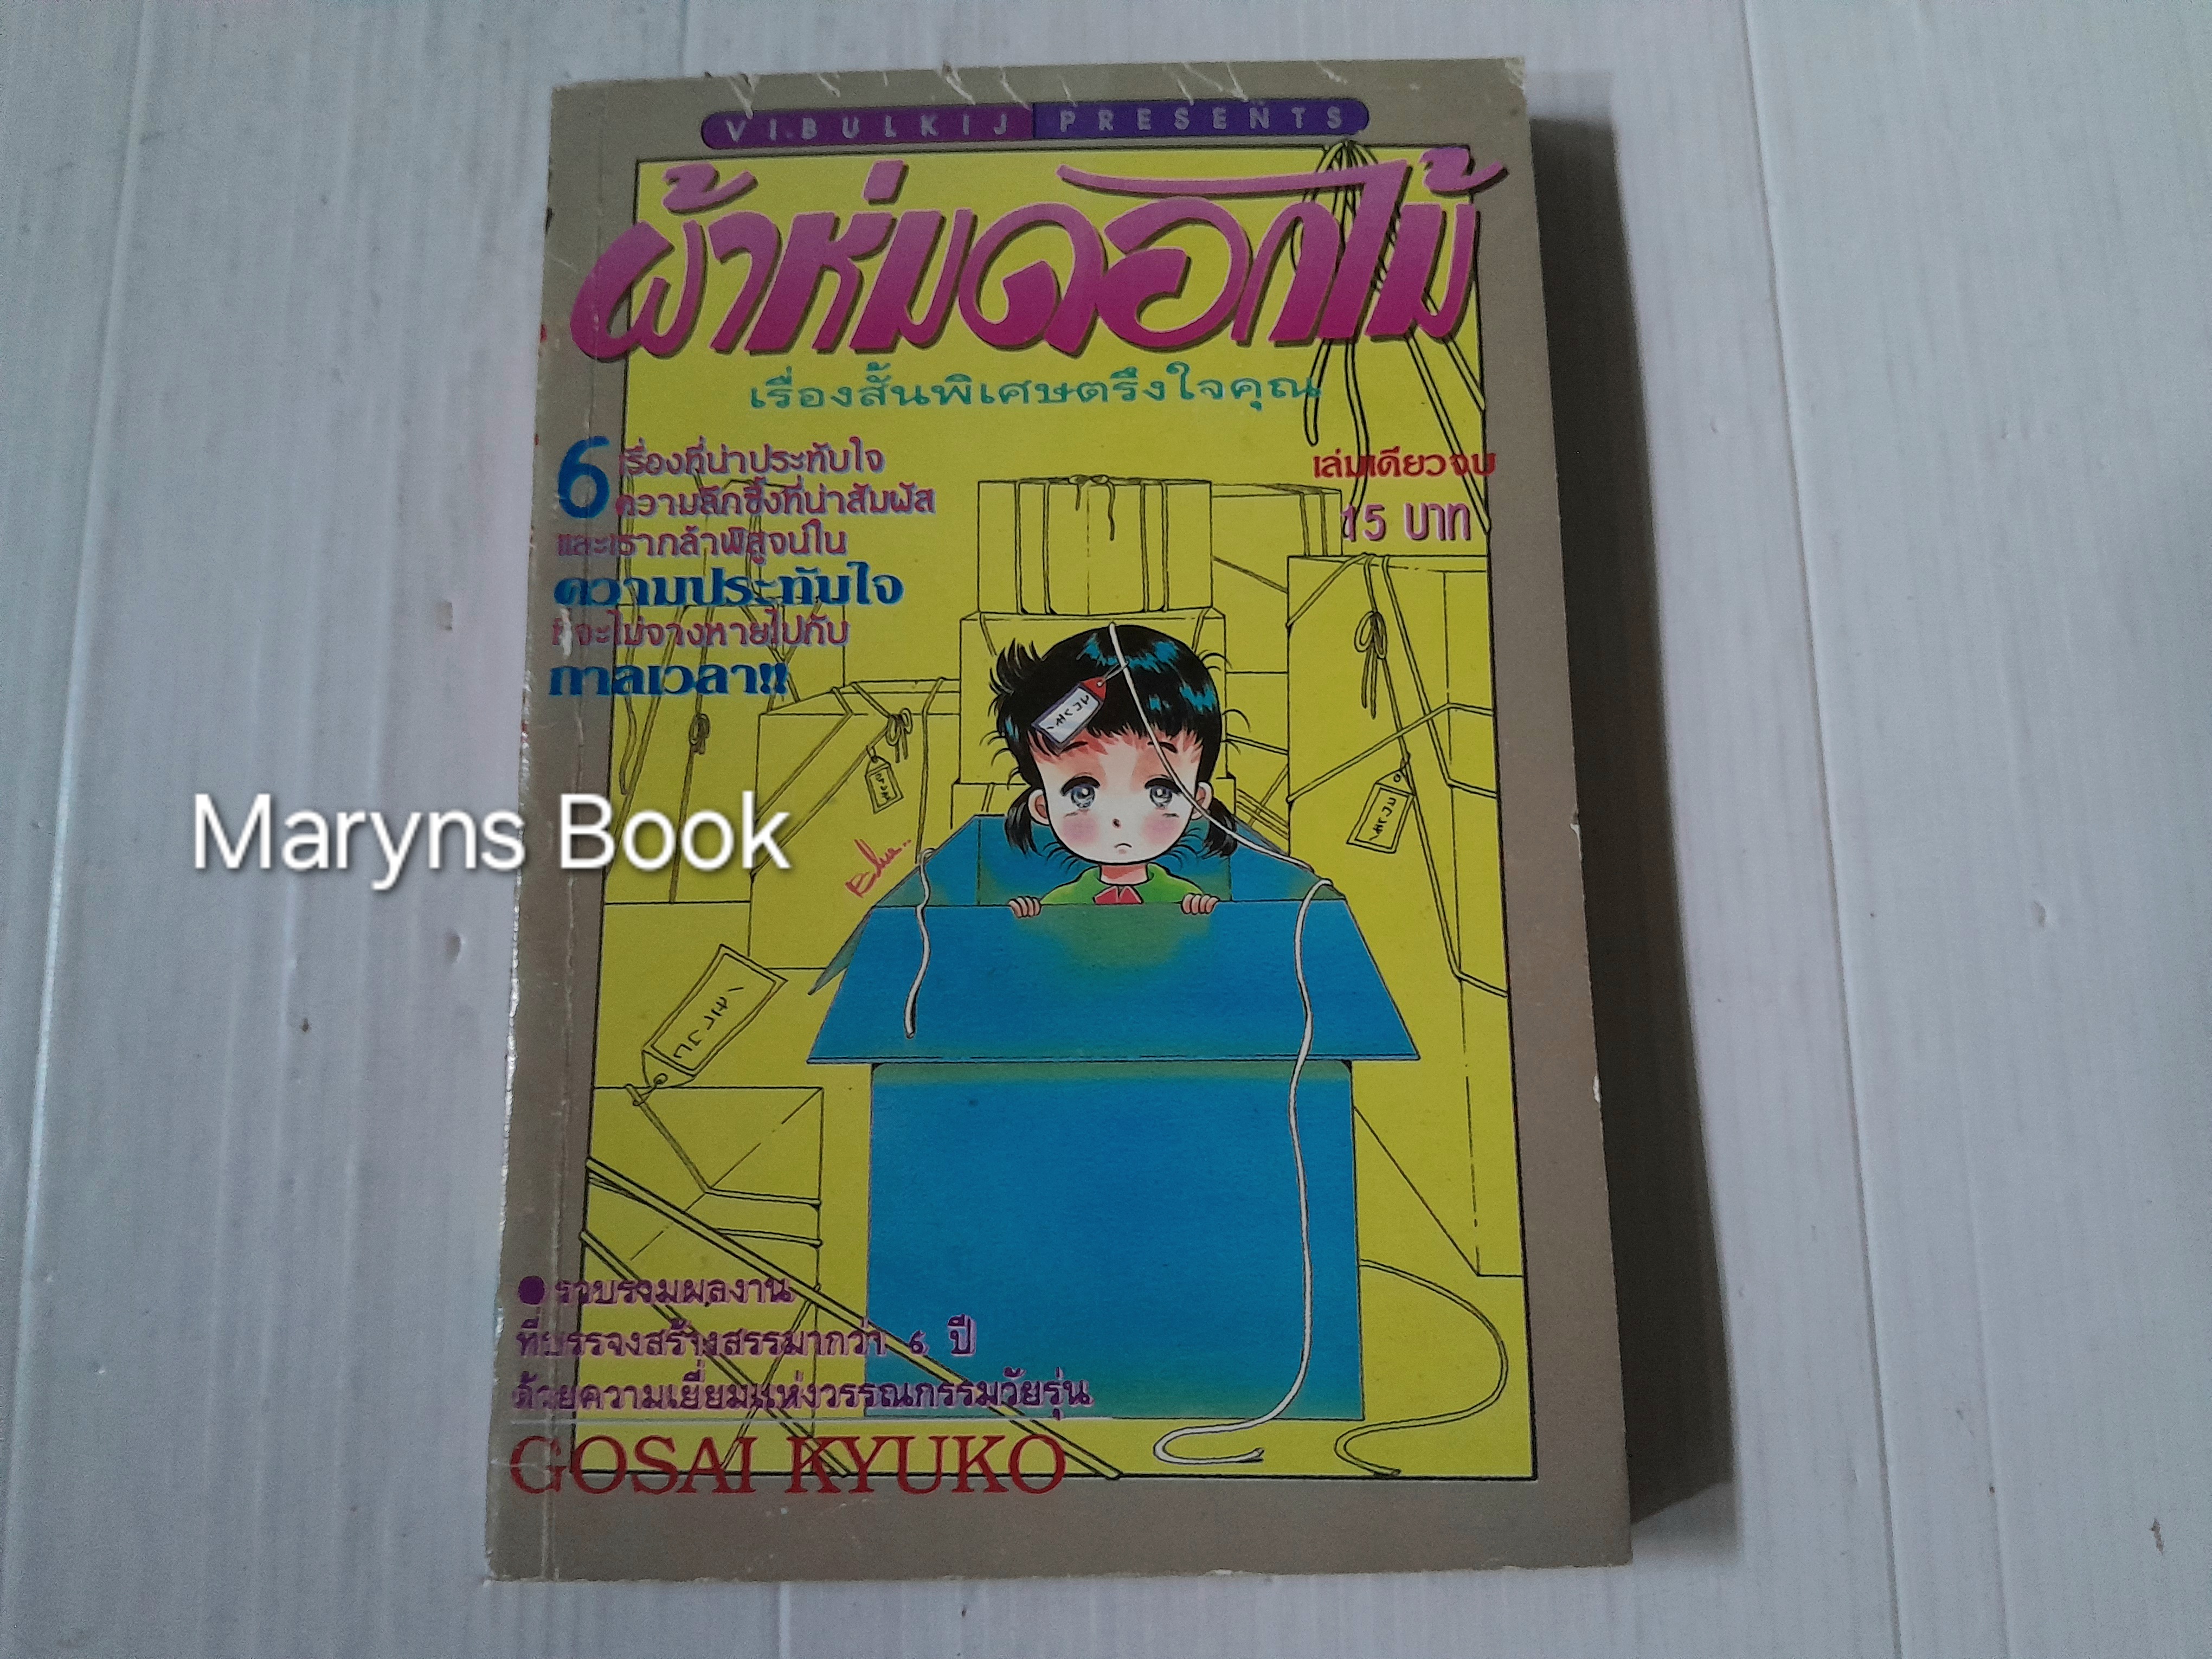 VIBULKIJ PRESENTS
ผ้าห่มดอกไม้
เรื่องสั้นพิเศษตรึงใจคุณ
6 เรื่องที่น่าประทับใจ
ความลึกซึ้งที่น่าสัมผัส
และเรากล้าพิสูจน์ใน
ความประทับใจ
ที่จะไม่จางหายไปกับ
กาลเวลา!!
เล่มเดียวจบ
15 บาท
Maryns Book
●รวบรวมผลงาน
ที่บรรจงสร้างสรรมากว่า 6 ปี
ด้วยความเยี่ยมแห่งวรรณกรรมวัยรุ่น
GOSAI KYUKO